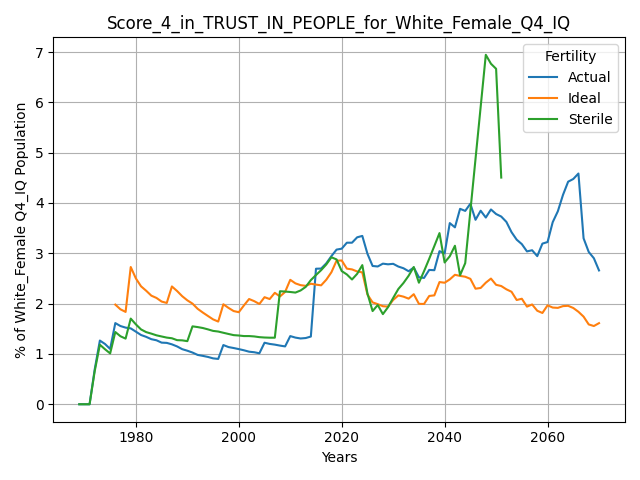 Score_4_in_TRUST_IN_PEOPLE_for_White_Female_Q4_IQ
% of White_Female Q4_IQ Population
7
6
5
4
3
2
1
0
Fertility
Actual
Ideal
Sterile
1980 2000 2020 2040 2060
Years